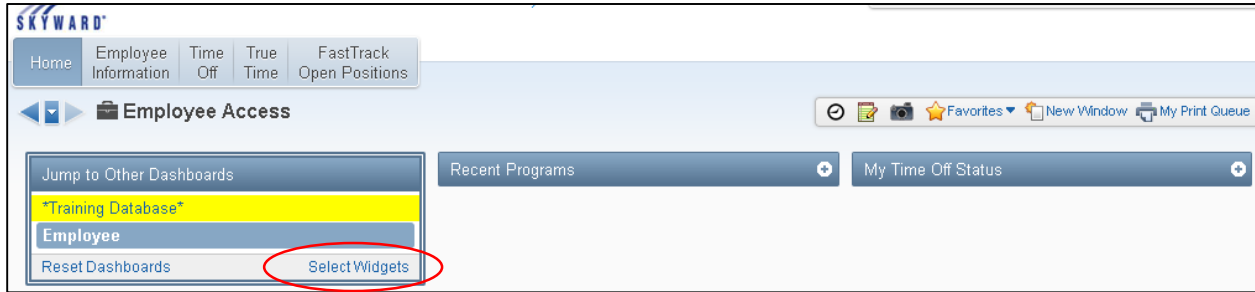 SKYWARD
Home
Employee Information
Time Off
True Time
FastTrack Open Positions
Employee Access
Favorites
New Window
My Print Queue
Jump to Other Dashboards
*Training Database*
Employee
Reset Dashboards
Select Widgets
Recent Programs
My Time Off Status